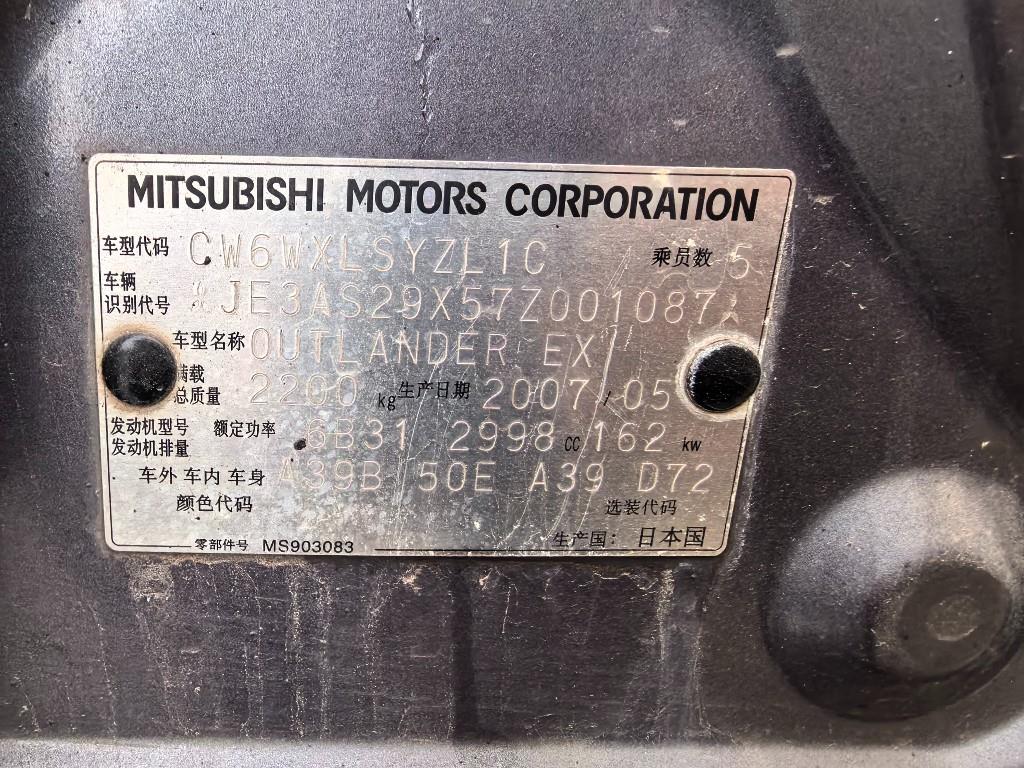 MITSUBISHI MOTORS CORPORATION
车型代码 CW6WXLSYZL1C 乘员数 5
车辆
识别代号 JE3AS29X57Z001087
车型名称 OUTLANDER EX
满载
总质量 2200 kg 生产日期 2007/05
发动机型号 额定功率 6B31 2998 CC 162 kw
发动机排量
车外 车内 车身 A39B 50E A39 D72
颜色代码 选装代码
零部件号 MS903083 生产国: 日本国